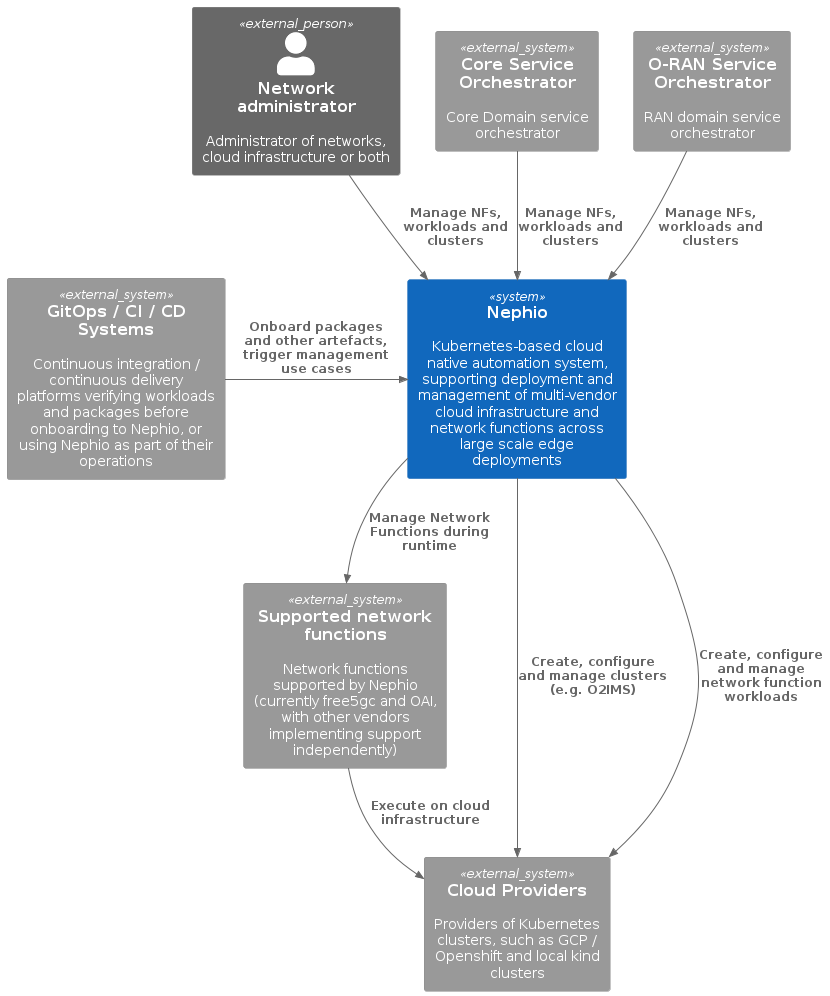 «external_person»
Network
administrator
Administrator of networks,
cloud infrastructure or both
«external_system»
Core Service
Orchestrator
Core Domain service
orchestrator
«external_system»
O-RAN Service
Orchestrator
RAN domain service
orchestrator
Manage NFs,
workloads and
clusters
Manage NFs,
workloads and
clusters
Manage NFs,
workloads and
clusters
«external_system»
GitOps / CI / CD
Systems
Continuous integration /
continuous delivery
platforms verifying workloads
and packages before
onboarding to Nephio, or
using Nephio as part of their
operations
Onboard packages
and other artefacts,
trigger management
use cases
«system»
Nephio
Kubernetes-based cloud
native automation system,
supporting deployment and
management of multi-vendor
cloud infrastructure and
network functions across
large scale edge
deployments
Manage Network
Functions during
runtime
«external_system»
Supported network
functions
Network functions
supported by Nephio
(currently free5gc and OAI,
with other vendors
implementing support
independently)
Create, configure
and manage clusters
(e.g. O2IMS)
Create, configure
and manage
network function
workloads
Execute on cloud
infrastructure
«external_system»
Cloud Providers
Providers of Kubernetes
clusters, such as GCP /
Openshift and local kind
clusters